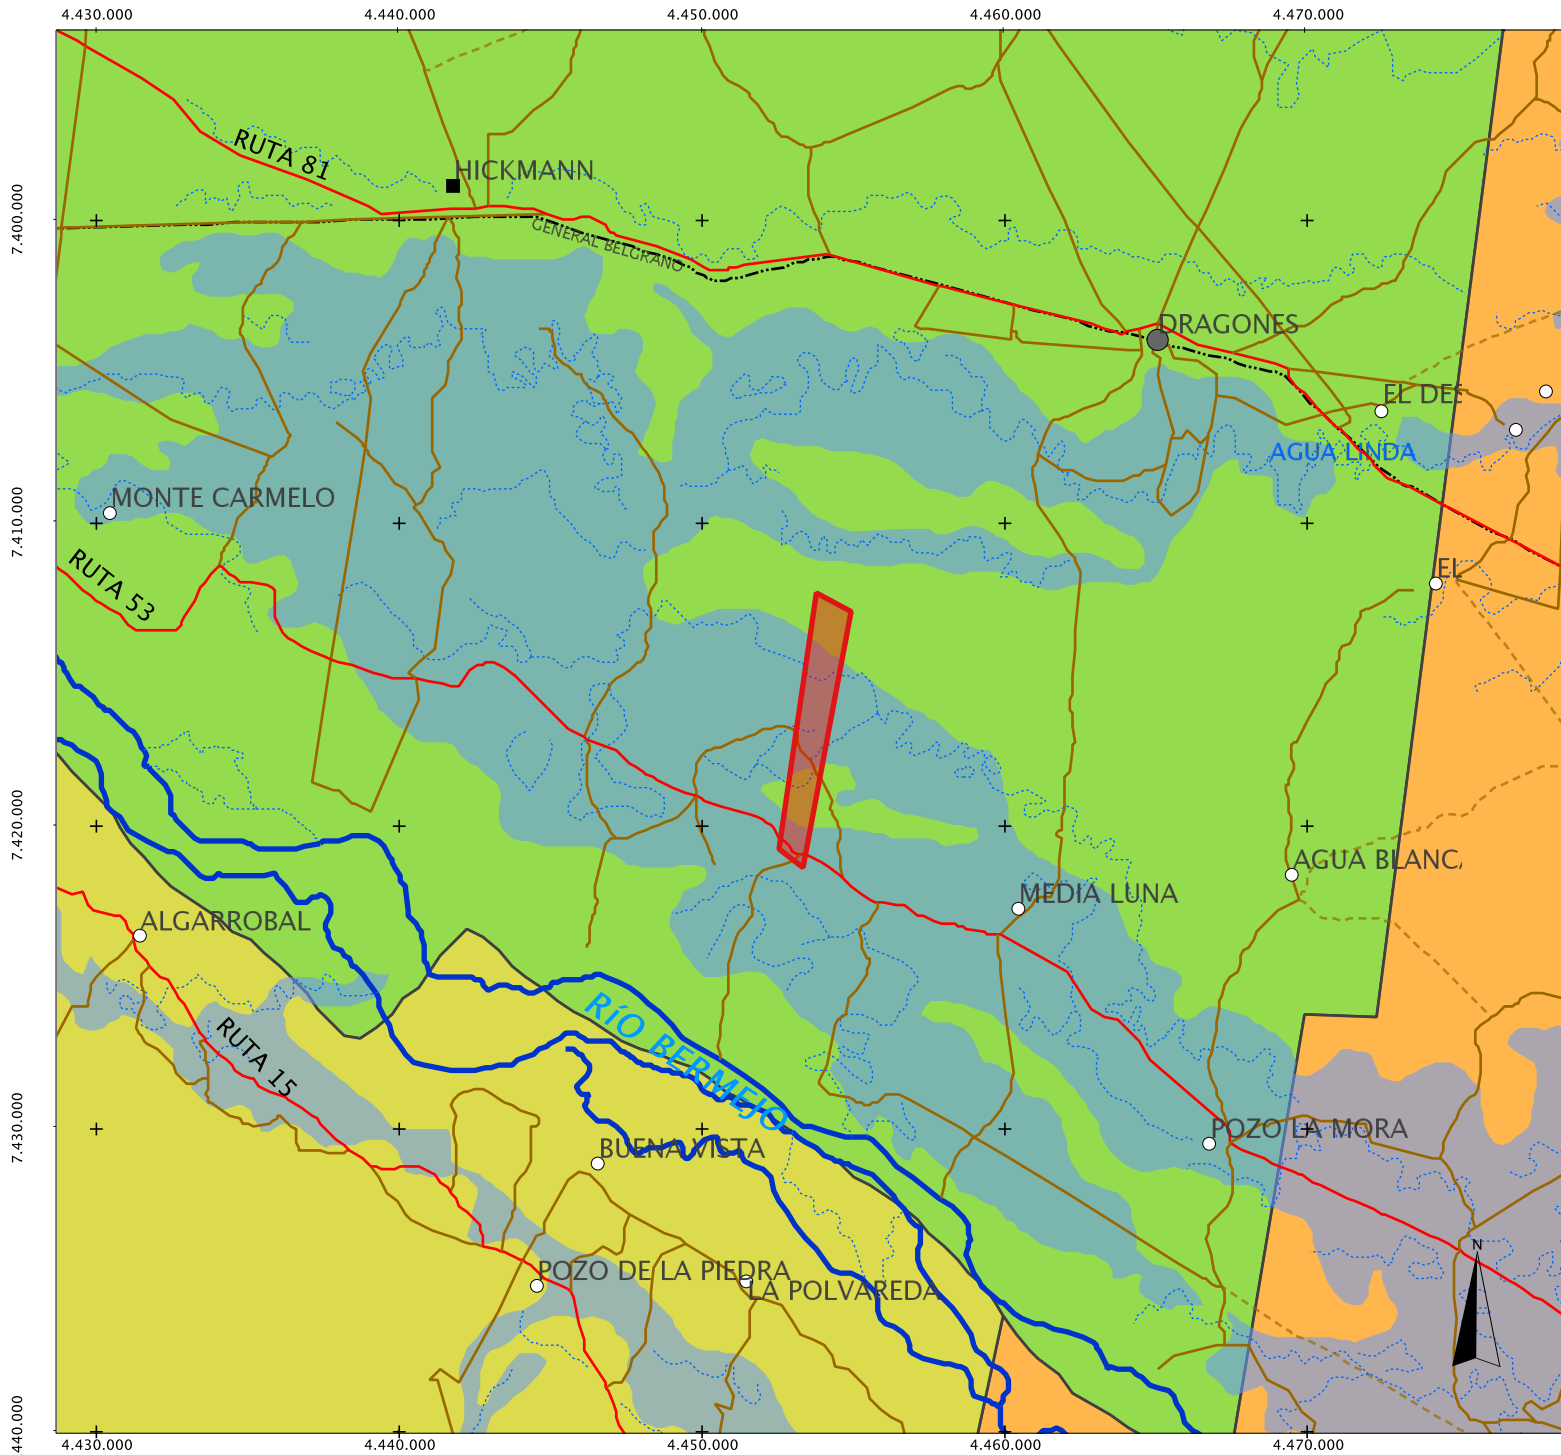 4.430.000 4.440.000 4.450.000 4.460.000 4.470.000
RUTA 81
HICKMANN
7.400.000
GENERAL BELGRANO
DRAGONES
EL DES
AGUA LINDA
MONTE CARMELO
7.410.000
RUTA 53
EL
7.420.000
AGUA BLANCA
MEDIA LUNA
ALGARROBAL
RÍO BERMEJO
RUTA 15
7.430.000
POZO LA MORA
BUENA VISTA
N
POZO DE LA PIEDRA
LA POLVAREDA
.440.000
4.430.000 4.440.000 4.450.000 4.460.000 4.470.000